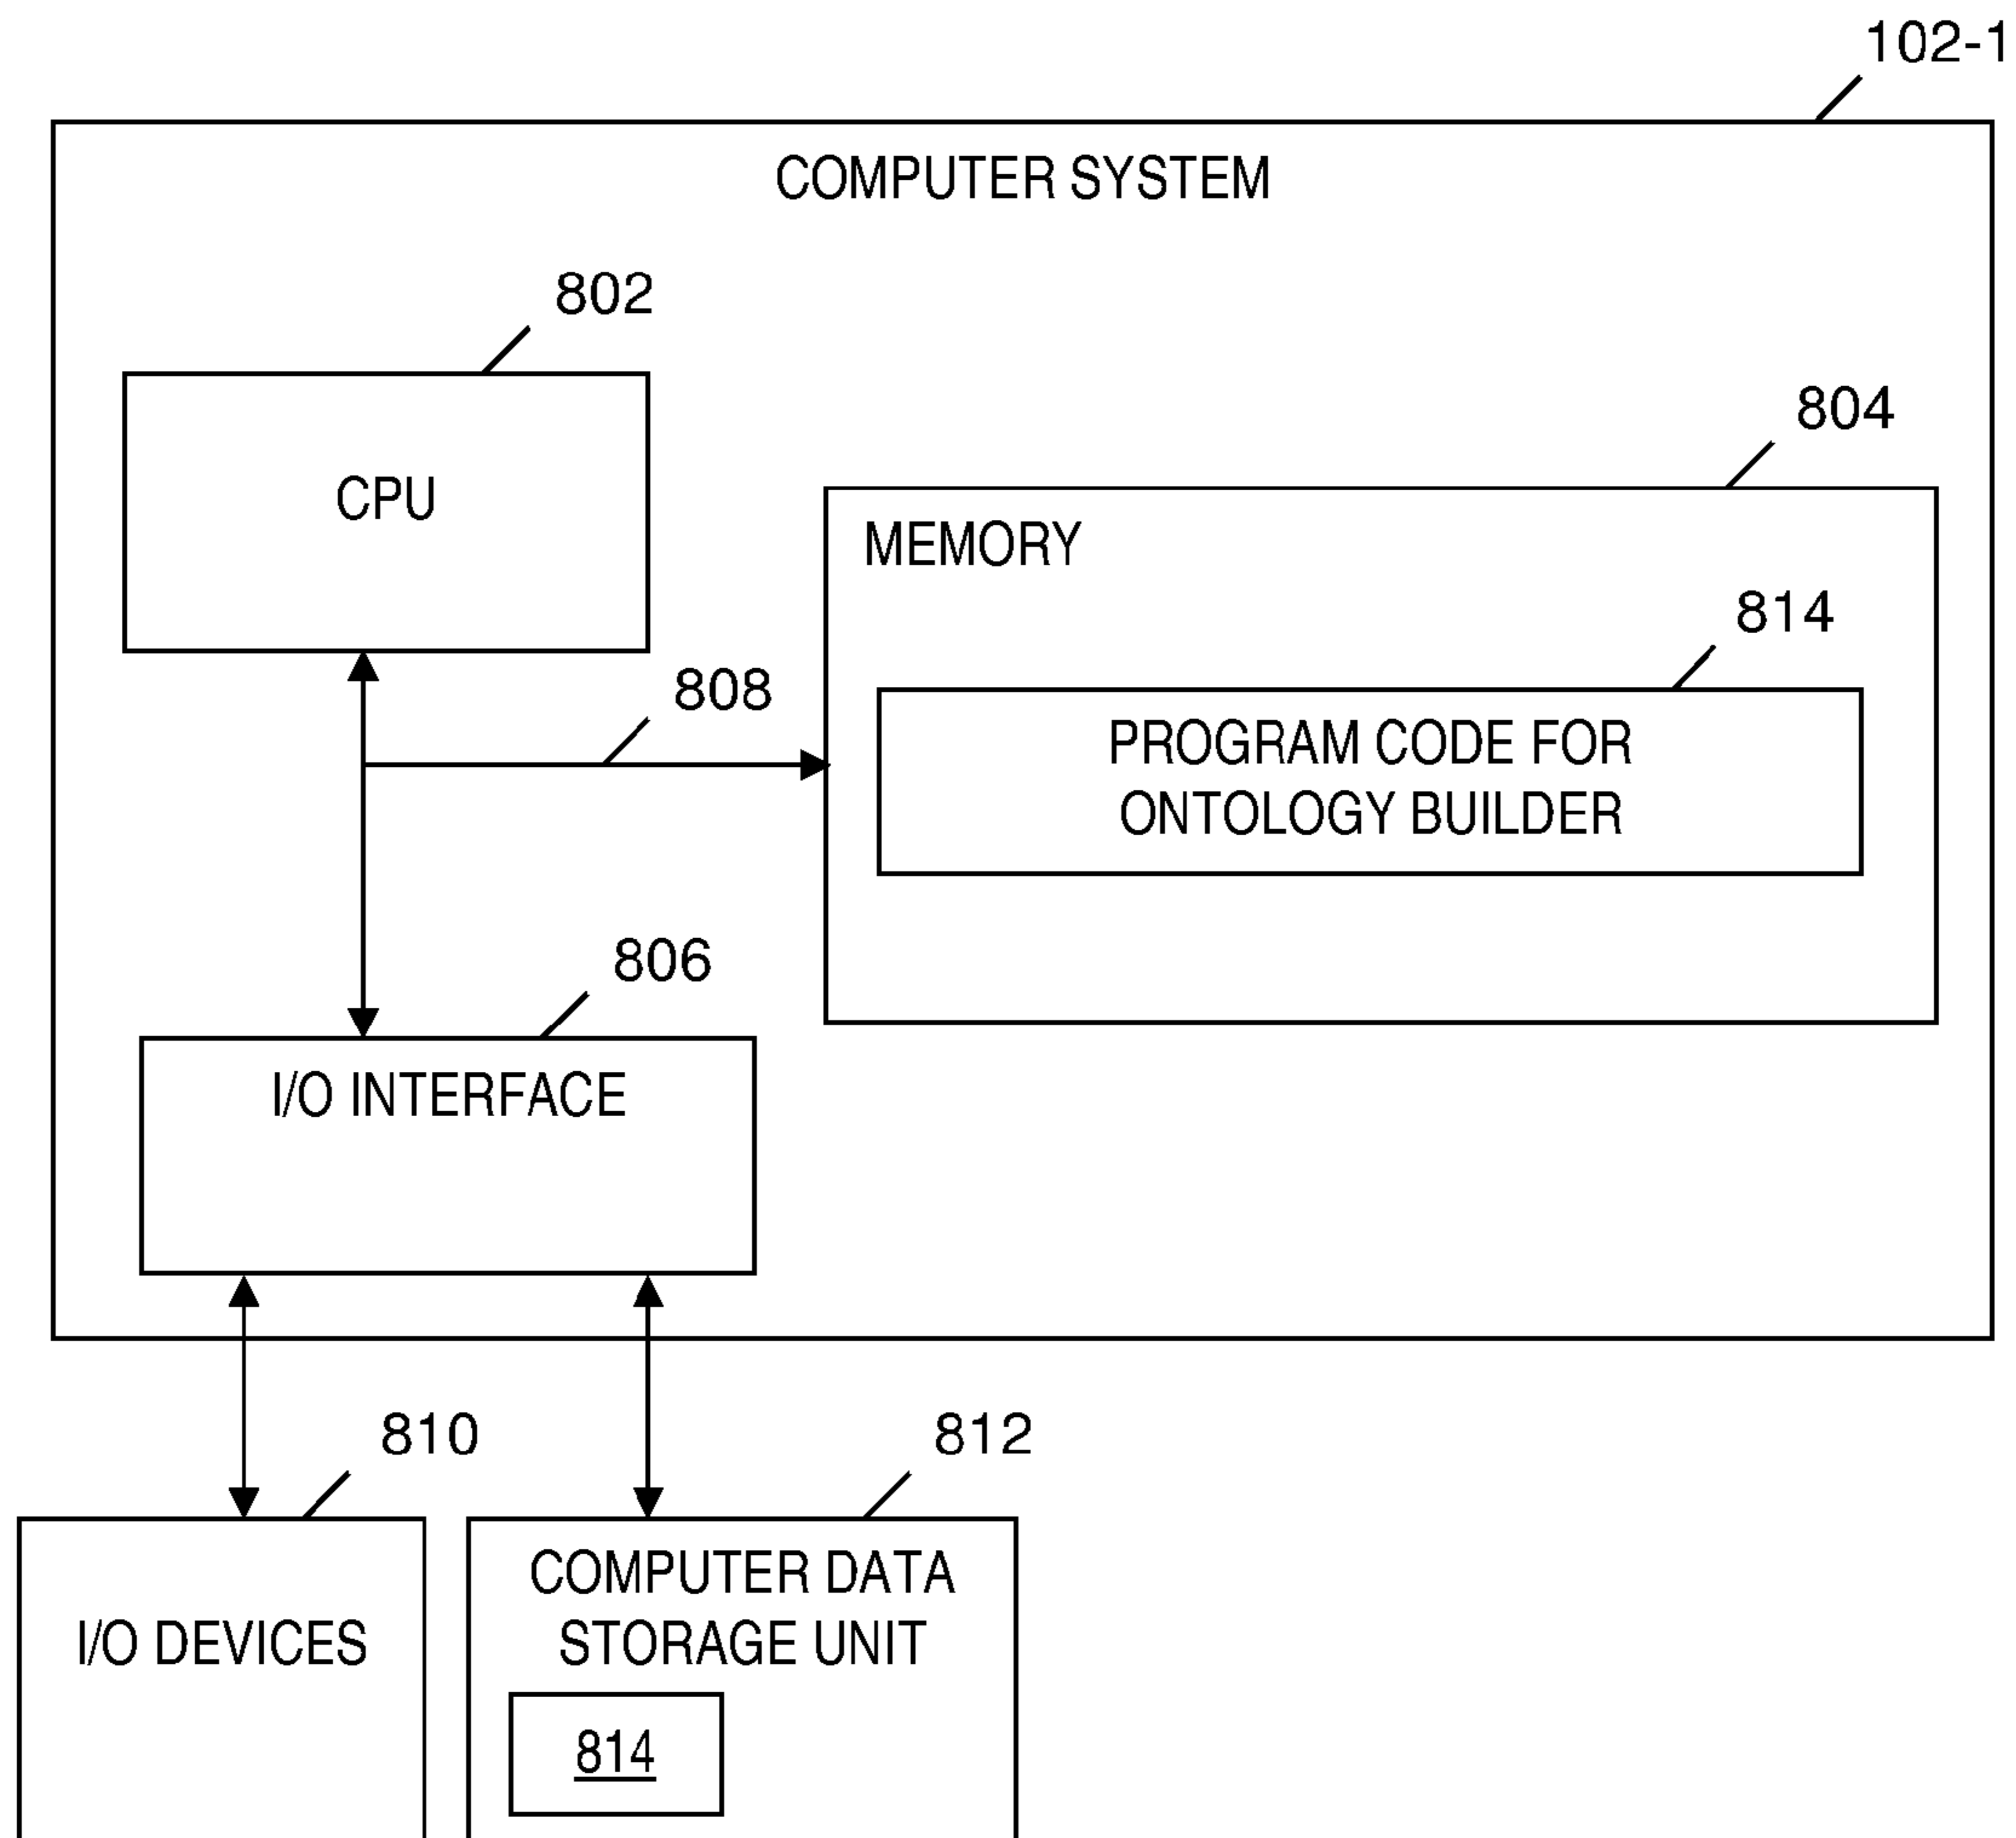 102-1
COMPUTER SYSTEM
802
CPU
804
MEMORY
814
PROGRAM CODE FOR
ONTOLOGY BUILDER
808
806
I/O INTERFACE
810
I/O DEVICES
812
COMPUTER DATA
STORAGE UNIT
814